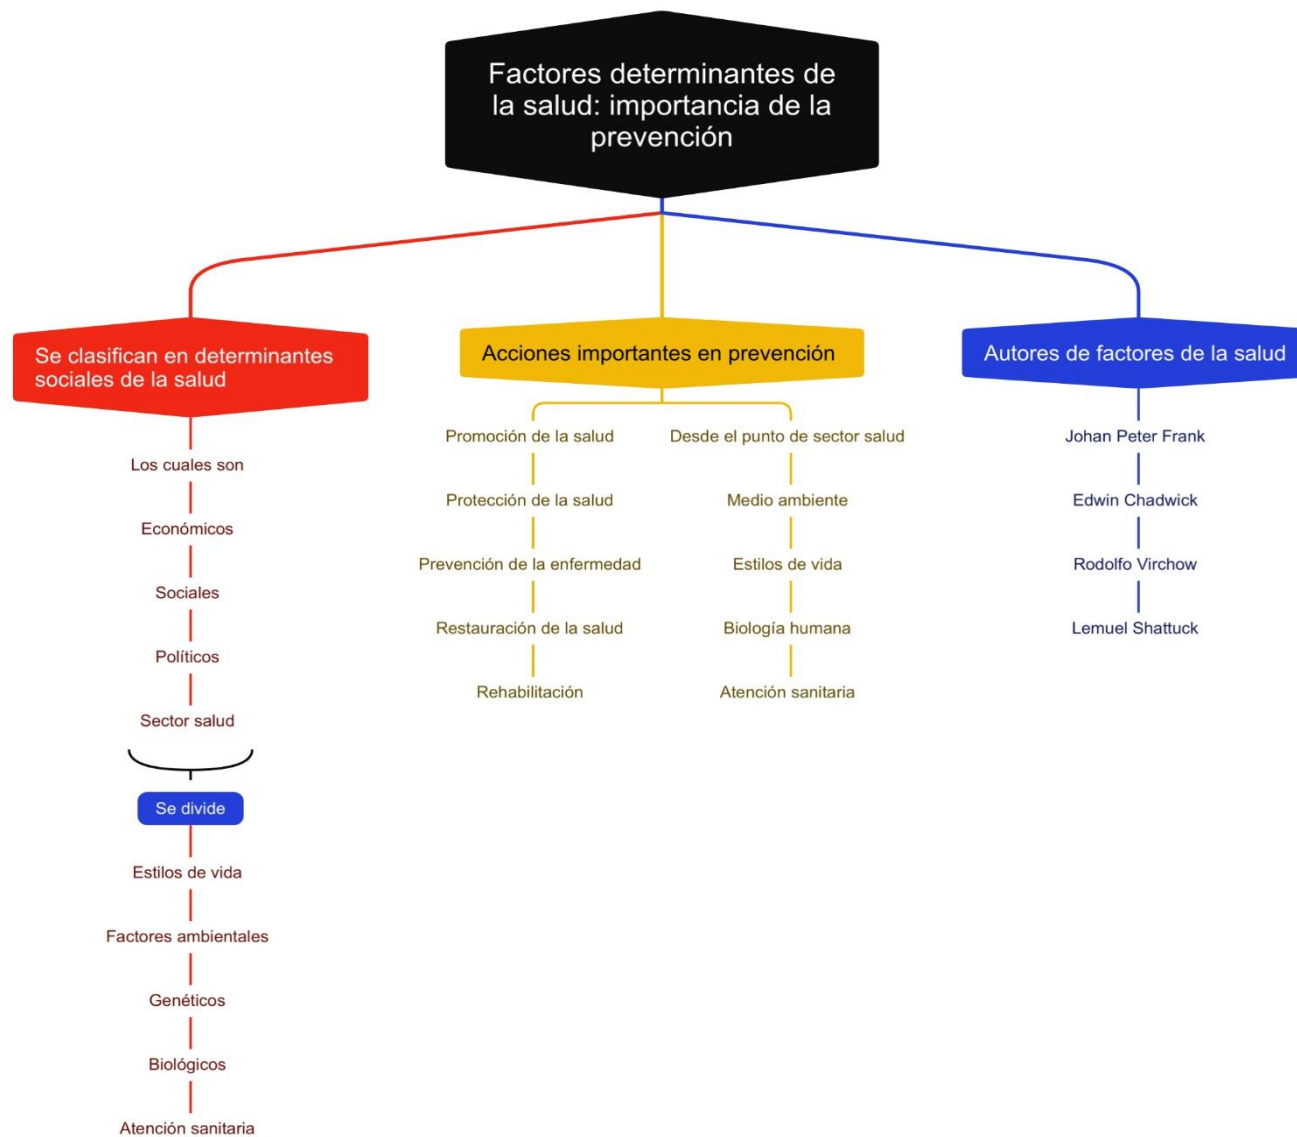 Factores determinantes de
la salud: importancia de la
prevención
Se clasifican en determinantes
sociales de la salud
Los cuales son
Económicos
Sociales
Políticos
Sector salud
Se divide
Estilos de vida
Factores ambientales
Genéticos
Biológicos
Atención sanitaria
Acciones importantes en prevención
Promoción de la salud
Protección de la salud
Prevención de la enfermedad
Restauración de la salud
Rehabilitación
Desde el punto de sector salud
Medio ambiente
Estilos de vida
Biología humana
Atención sanitaria
Autores de factores de la salud
Johan Peter Frank
Edwin Chadwick
Rodolfo Virchow
Lemuel Shattuck